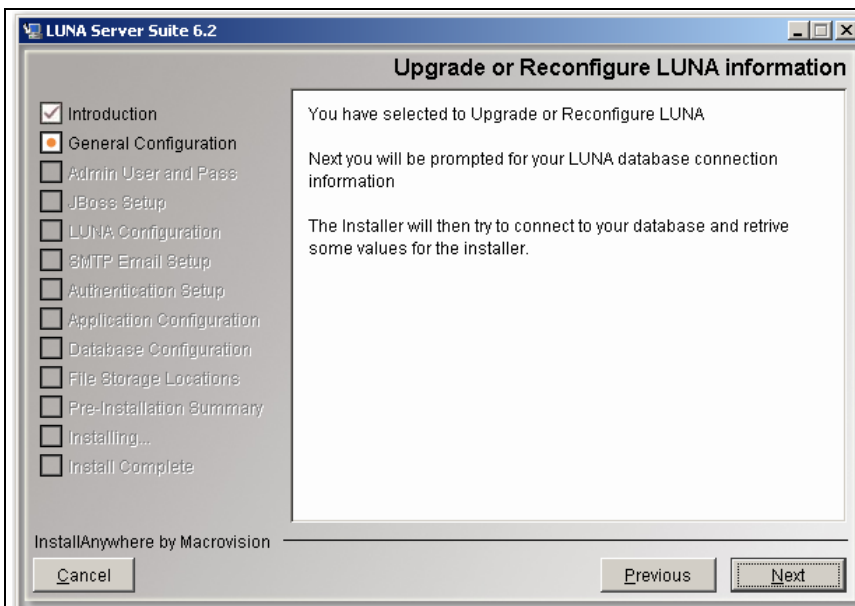 LUNA Server Suite 6.2
Upgrade or Reconfigure LUNA information
Introduction
General Configuration
Admin User and Pass
JBoss Setup
LUNA Configuration
SMTP Email Setup
Authentication Setup
Application Configuration
Database Configuration
File Storage Locations
Pre-Installation Summary
Installing...
Install Complete
You have selected to Upgrade or Reconfigure LUNA
Next you will be prompted for your LUNA database connection
information
The Installer will then try to connect to your database and retrive
some values for the installer.
InstallAnywhere by Macrovision
Cancel
Previous
Next